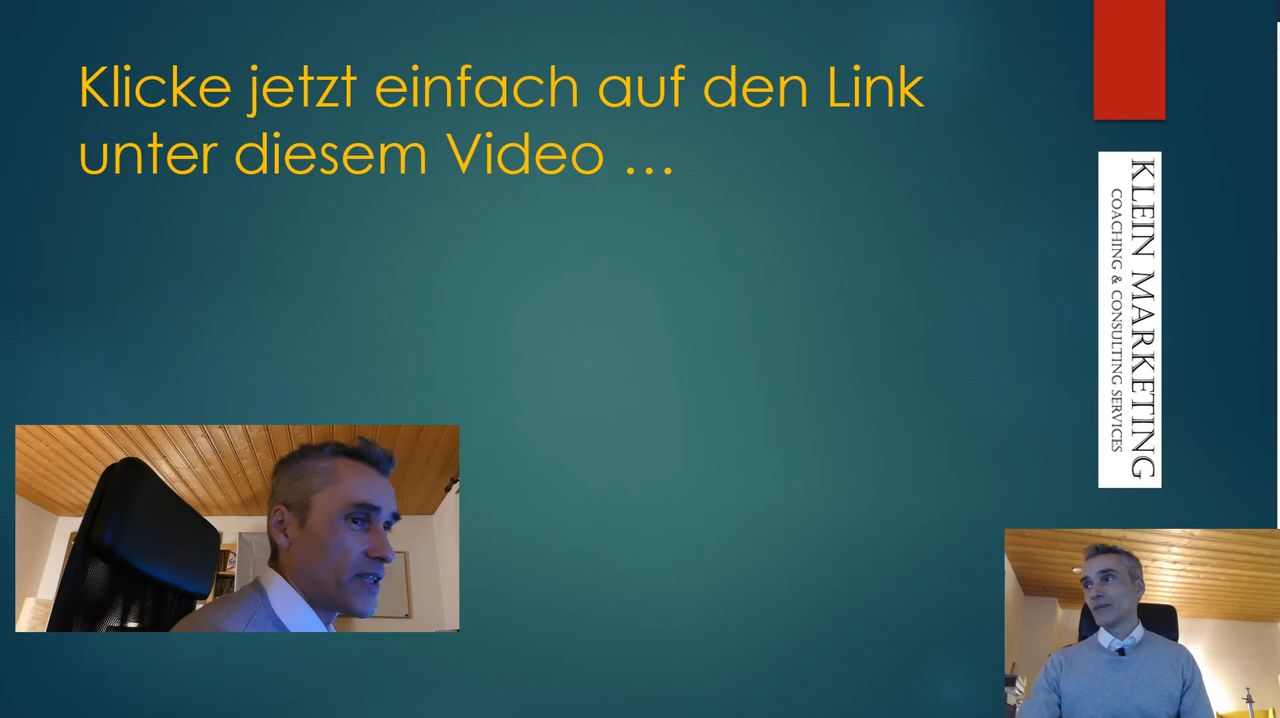 Klicke jetzt einfach auf den Link
unter diesem Video …
KLEIN MARKETING
COACHING & CONSULTING SERVICES